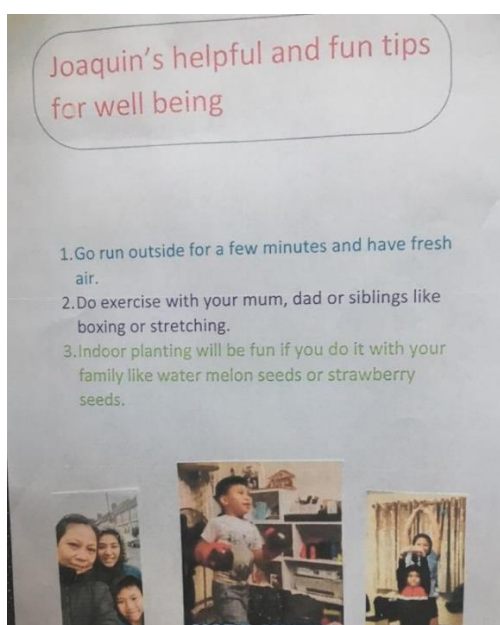 Joaquin's helpful and fun tips
for well being
1.Go run outside for a few minutes and have fresh
air.
2.Do exercise with your mum, dad or siblings like
boxing or stretching.
3.Indoor planting will be fun if you do it with your
family like water melon seeds or strawberry
seeds.